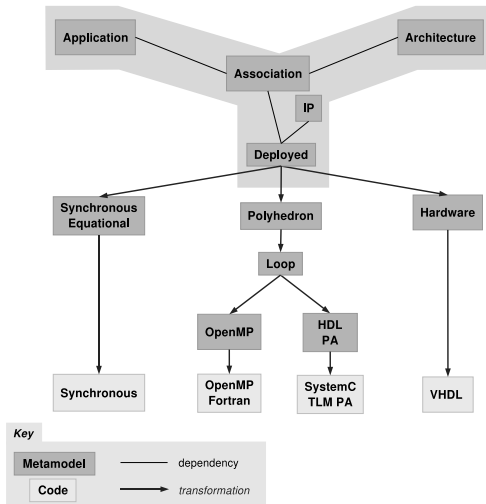 Application
Architecture
Association
IP
Deployed
Synchronous
Equational
Polyhedron
Hardware
Loop
OpenMP
HDL
PA
Synchronous
OpenMP
Fortran
SystemC
TLM PA
VHDL
Key
Metamodel
dependency
Code
transformation